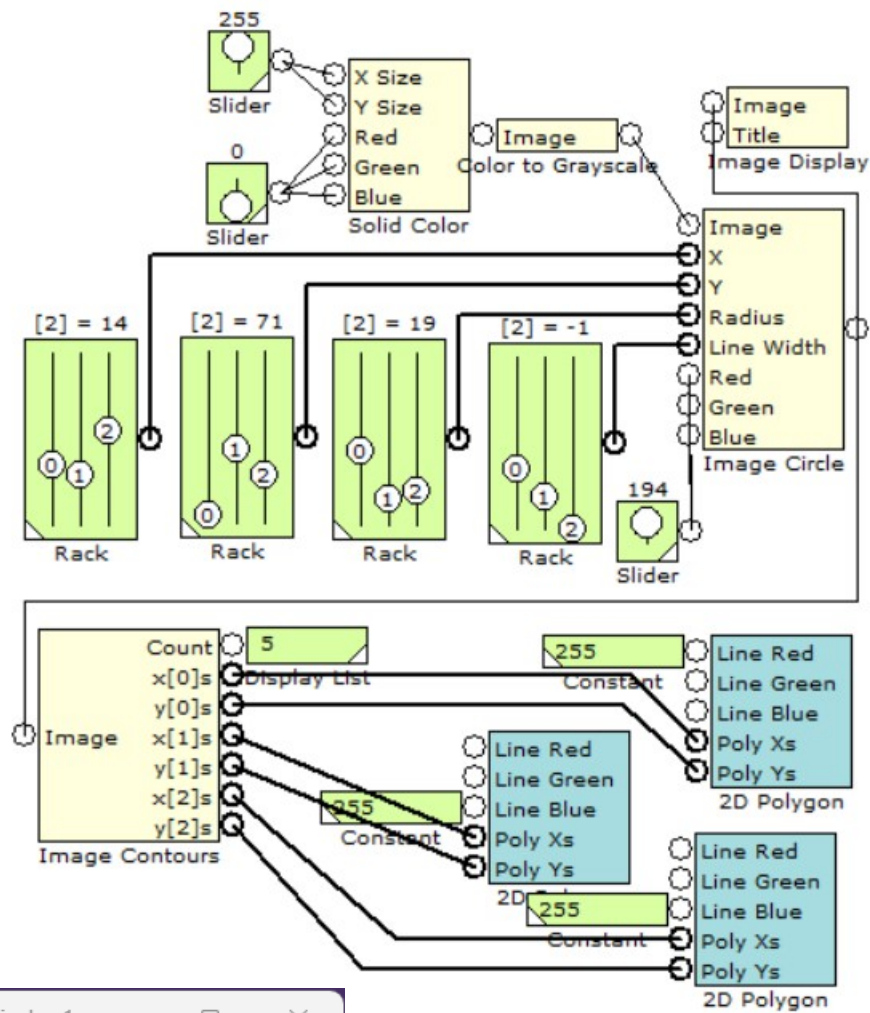 255
Slider
0
Slider
X Size
Y Size
Red
Green
Blue
Solid Color
Image
Color to Grayscale
Image
Title
Image Display
Image
X
Y
Radius
Line Width
Red
Green
Blue
Image Circle
[2] = 14
0
1
2
Rack
[2] = 71
0
1
2
Rack
[2] = 19
0
1
2
Rack
[2] = -1
0
1
2
Rack
194
Slider
Image
Count
x[0]s
y[0]s
x[1]s
y[1]s
x[2]s
y[2]s
Image Contours
5
Display List
255
Constant
Line Red
Line Green
Line Blue
Poly Xs
Poly Ys
2D Polygon
255
Constant
Line Red
Line Green
Line Blue
Poly Xs
Poly Ys
2D
255
Constant
Line Red
Line Green
Line Blue
Poly Xs
Poly Ys
2D Polygon